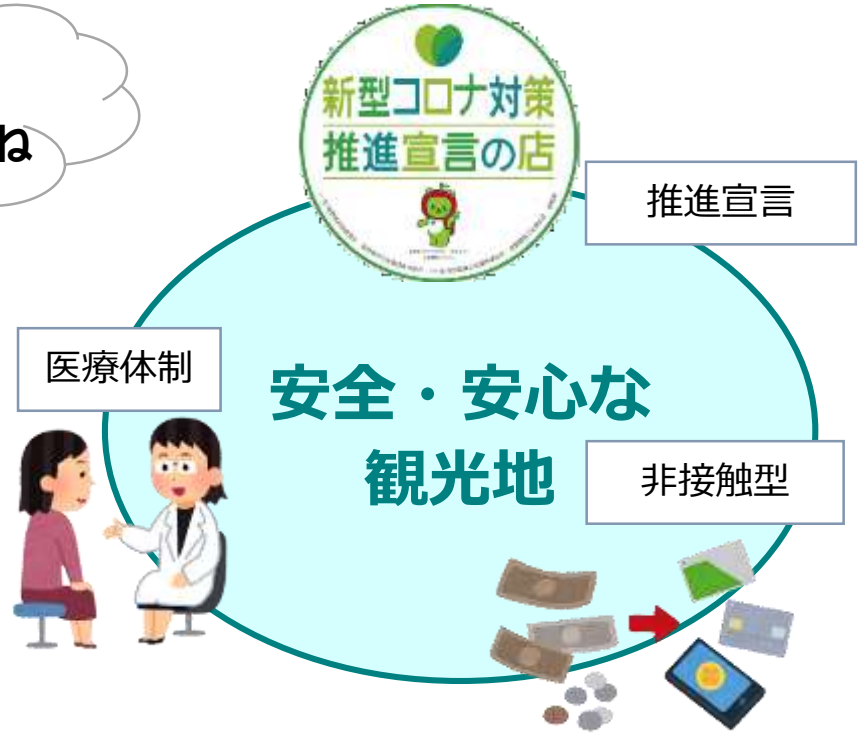 ね
新型コロナ対策
推進宣言の店
推進宣言
医療体制
安全・安心な
観光地
非接触型